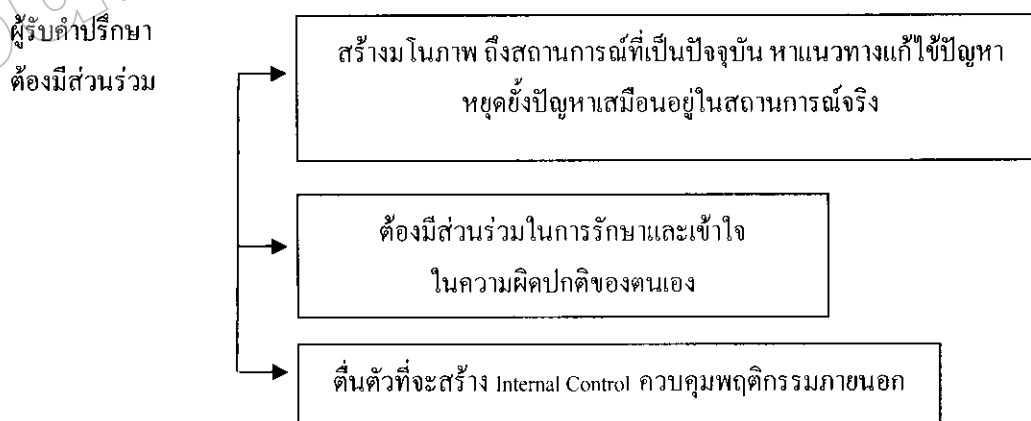 ผู้รับคำปรึกษา
ต้องมีส่วนร่วม
สร้างมโนภาพ ถึงสถานการณ์ที่เป็นปัจจุบัน หาแนวทางแก้ไข้ปัญหา
หยุดยั้งปัญหาเสมือนอยู่ในสถานการณ์จริง
ต้องมีส่วนร่วมในการรักษาและเข้าใจ
ในความผิดปกติของตนเอง
ตื่นตัวที่จะสร้าง Internal Control ควบคุมพฤติกรรมภายนอก